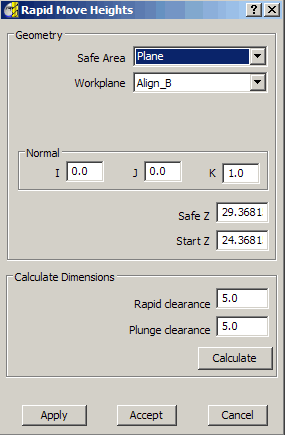 Rapid Move Heights
Geometry
Safe Area Plane
Workplane Align_B
Normal
I 0.0 J 0.0 K 1.0
Safe Z 29.3681
Start Z 24.3681
Calculate Dimensions
Rapid clearance 5.0
Plunge clearance 5.0
Calculate
Apply Accept Cancel